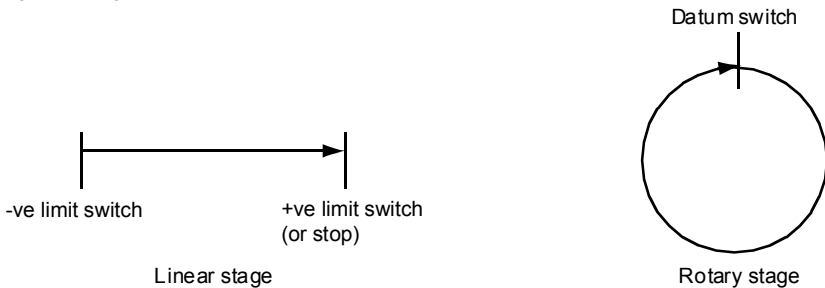 Datum switch
-ve limit switch
+ve limit switch
(or stop)
Linear stage
Rotary stage